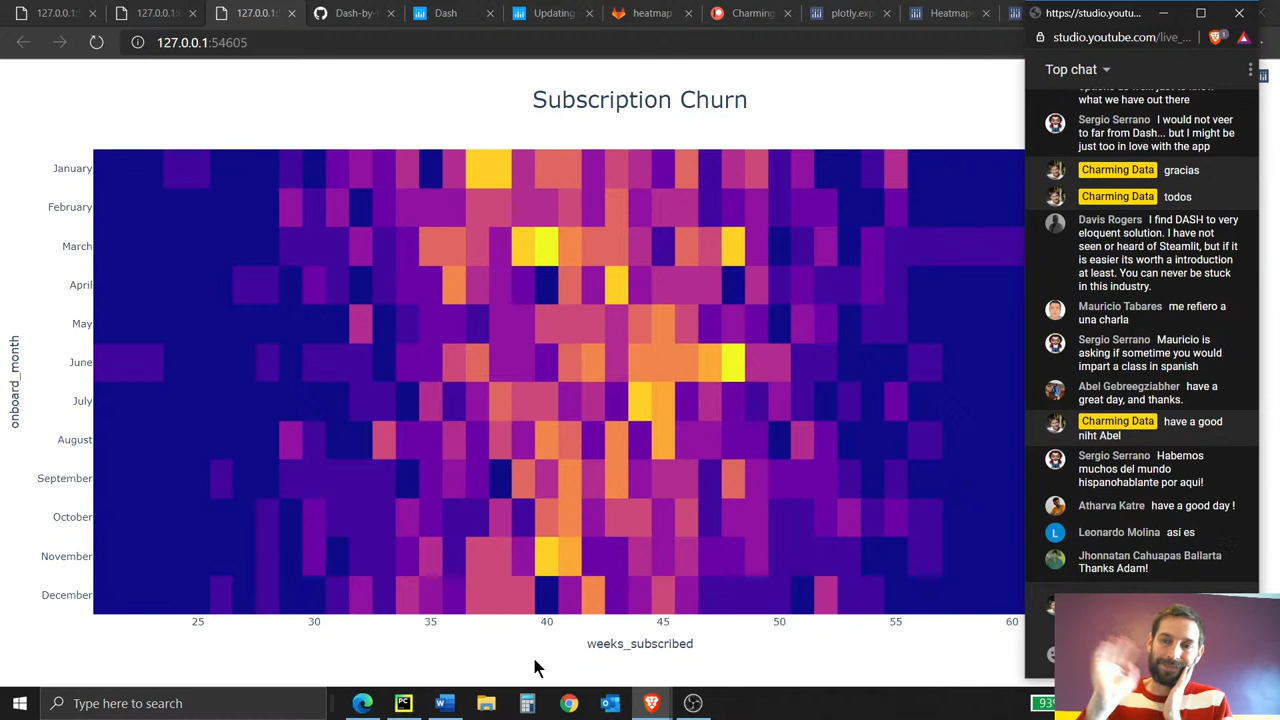 127.0.0.1:
127.0.0.1:
127.0.0.1:
Dash-by-
Dash
Updating
heatmap
Charming
plotly.exp
Heatmaps
https://studio.youtu...
127.0.0.1:54605
studio.youtube.com/live_...
1
Top chat
what we have out there
Sergio Serrano I would not veer
to far from Dash... but I might be
just too in love with the app
Charming Data gracias
Charming Data todos
Davis Rogers I find DASH to very
eloquent solution. I have not
seen or heard of Steamlit, but if it
is easier its worth a introduction
at least. You can never be stuck
in this industry.
Mauricio Tabares me refiero a
una charla
Sergio Serrano Mauricio is
asking if sometime you would
impart a class in spanish
Abel Gebreegziabher have a
great day, and thanks.
Charming Data have a good
niht Abel
Sergio Serrano Habemos
muchos del mundo
hispanohablante por aqui!
Atharva Katre have a good day !
L
Leonardo Molina así es
Jhonnatan Cahuapas Ballarta
Thanks Adam!
Subscription Churn
onboard_month
January
February
March
April
May
June
July
August
September
October
November
December
25
30
35
40
45
50
55
60
weeks_subscribed
Type here to search
PC
93%